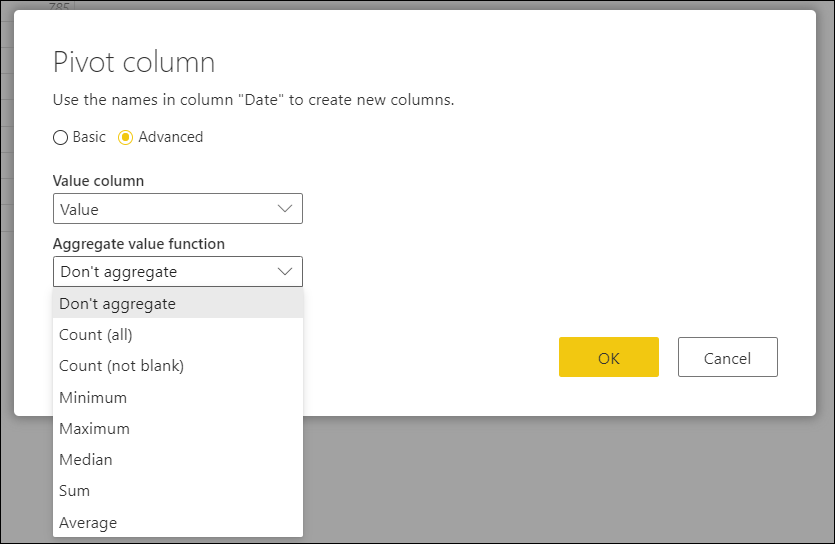 785
Pivot column
Use the names in column "Date" to create new columns.
Basic Advanced
Value column
Value
Aggregate value function
Don't aggregate
Don't aggregate
Count (all)
Count (not blank)
Minimum
Maximum
Median
Sum
Average
OK Cancel